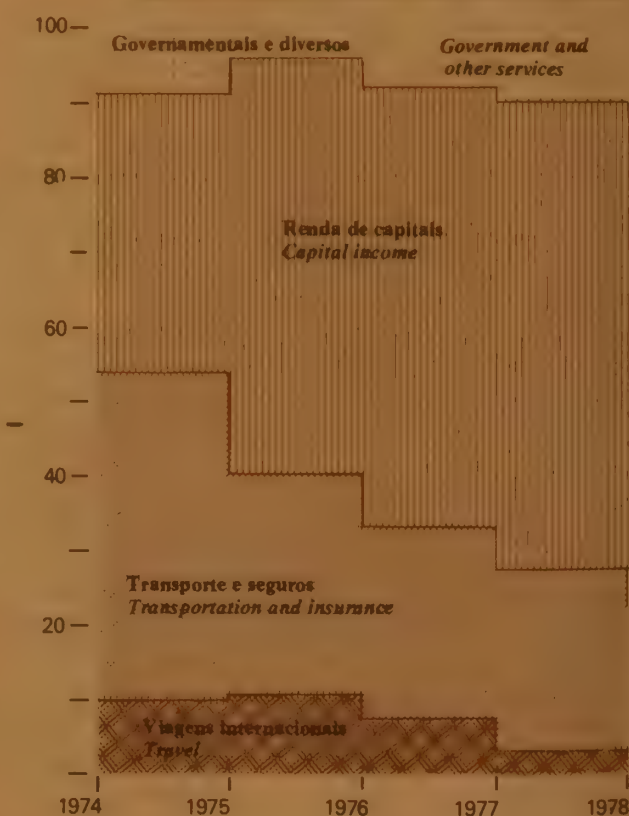 100
Governamentais e diversos
Government and
other services
80
Renda de capitais
Capital income
60
40
Transporte e seguros
Transportation and insurance
20
Viagens internacionais
Travel
1974 1975 1976 1977 1978